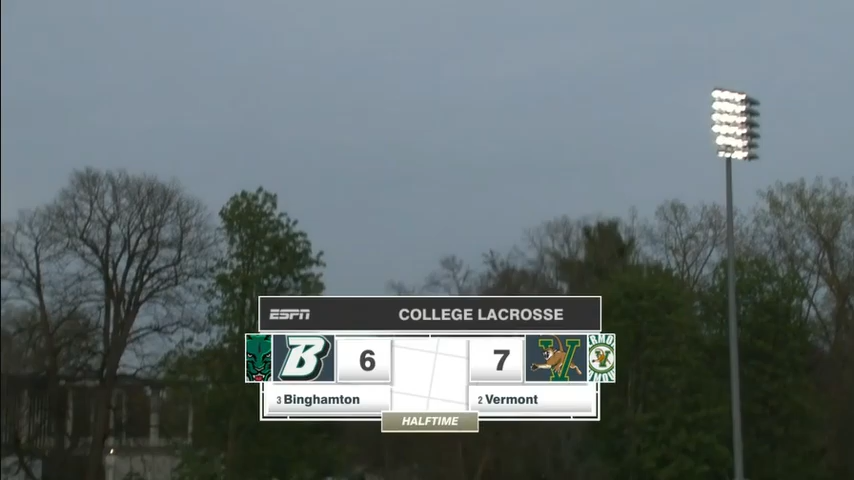 ESPN COLLEGE LACROSSE
B 6 7 V
3 Binghamton 2 Vermont
HALFTIME